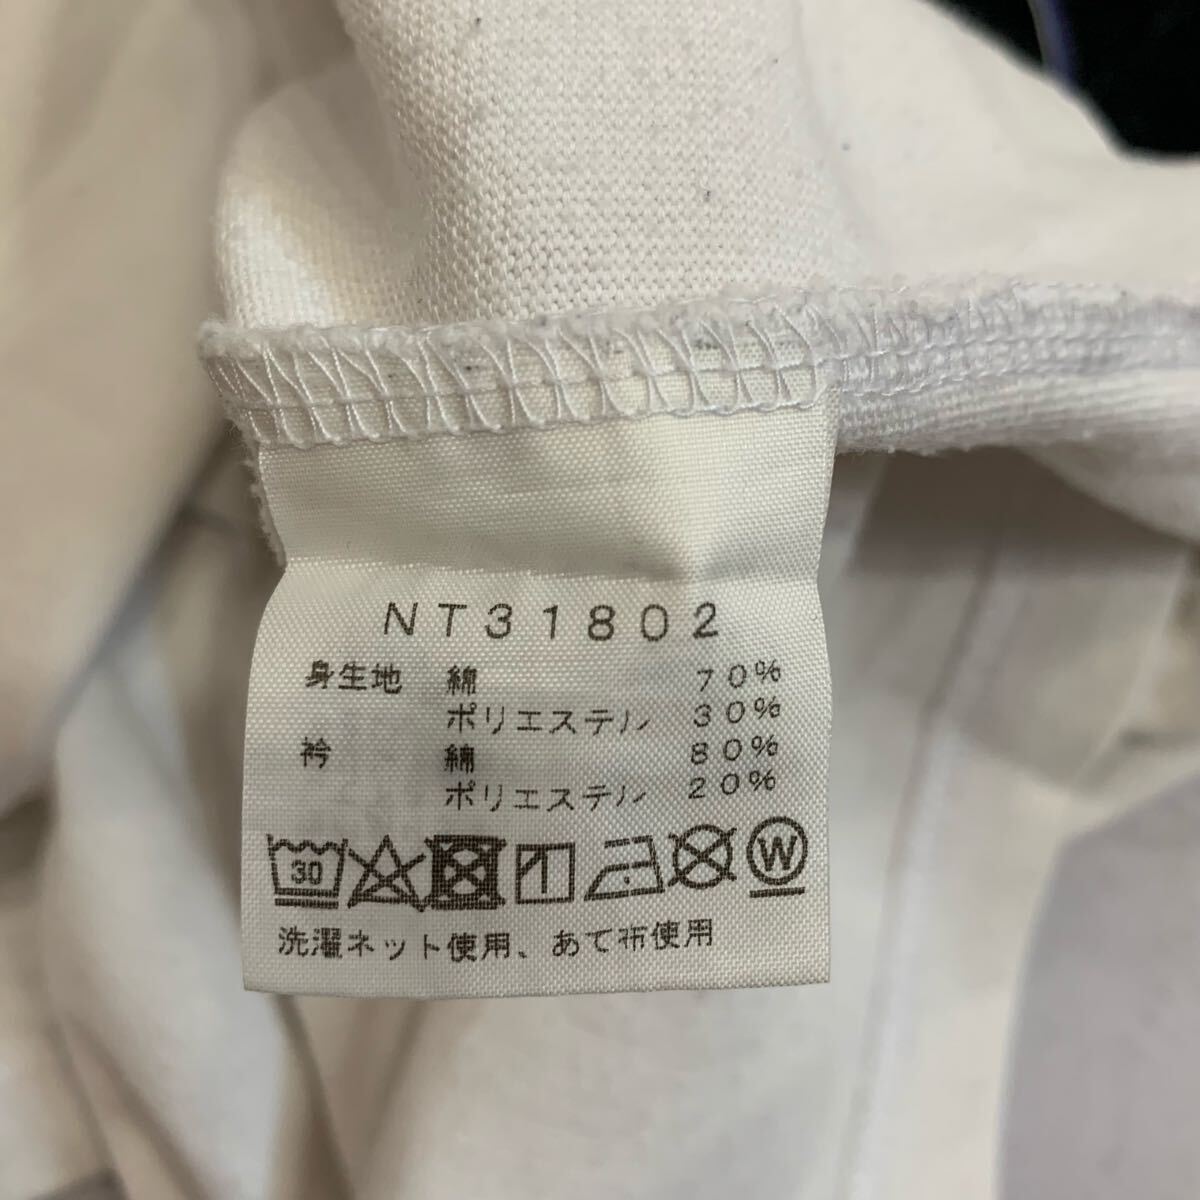 NT31802
身生地 綿 70%
ポリエステル 30%
衿 綿 80%
ポリエステル 20%
30 W
洗濯ネット使用、あて布使用